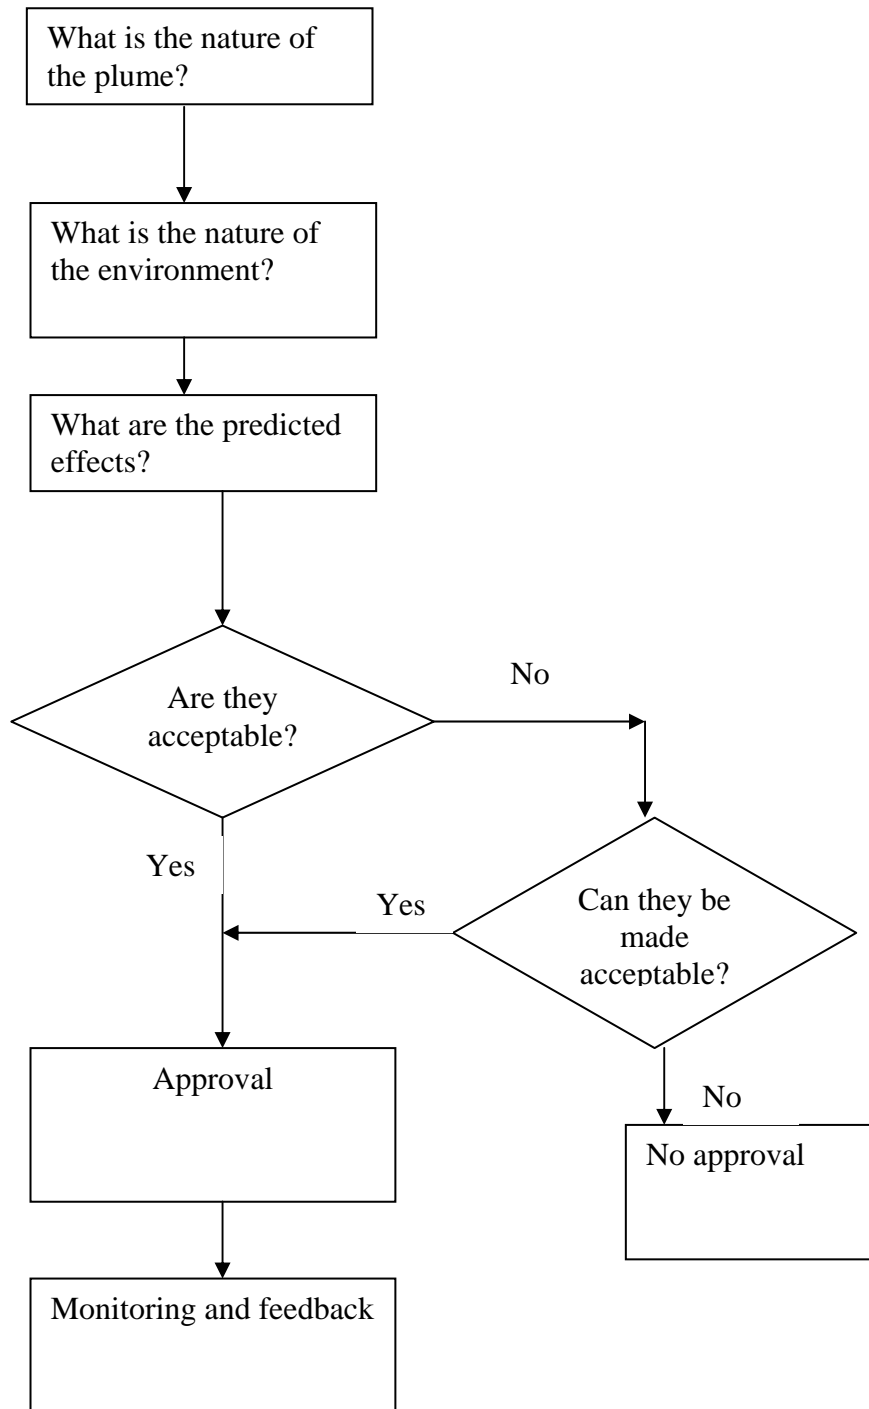 What is the nature of
the plume?
What is the nature of
the environment?
What are the predicted
effects?
Are they
acceptable?
No
Yes
Yes
Can they be
made
acceptable?
Approval
No
No approval
Monitoring and feedback